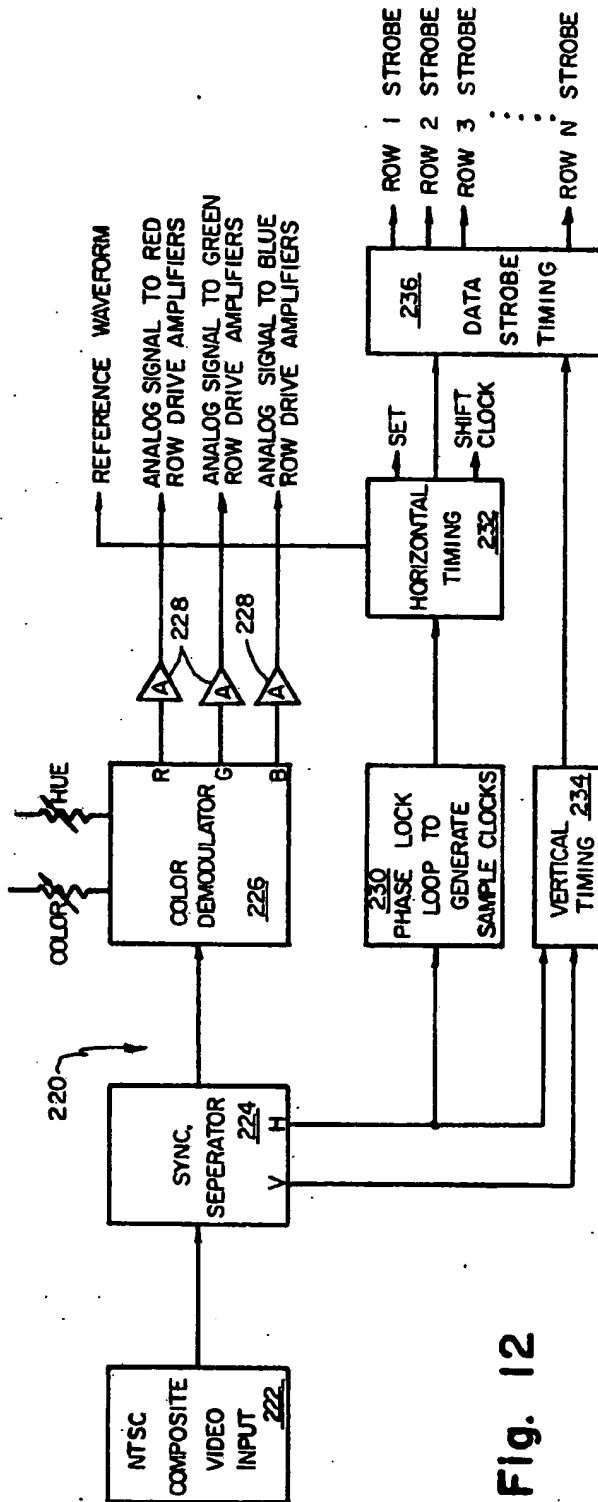 220
NTSC
COMPOSITE
VIDEO
INPUT 222
SYNC.
SEPERATOR
224
V
H
COLOR
HUE
COLOR
DEMODULATOR
226
R
G
B
A
A
A
228
228
REFERENCE WAVEFORM
ANALOG SIGNAL TO RED
ROW DRIVE AMPLIFIERS
ANALOG SIGNAL TO GREEN
ROW DRIVE AMPLIFIERS
ANALOG SIGNAL TO BLUE
ROW DRIVE AMPLIFIERS
230
PHASE LOCK
LOOP TO
GENERATE
SAMPLE CLOCKS
HORIZONTAL
TIMING
232
SET
SHIFT
CLOCK
VERTICAL
TIMING 234
236
DATA
STROBE
TIMING
ROW 1 STROBE
ROW 2 STROBE
ROW 3 STROBE
ROW N STROBE
Fig. 12